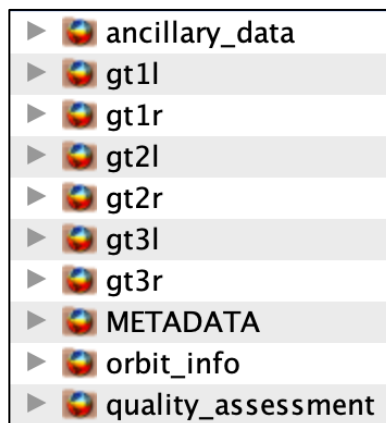 ancillary_data
gt1l
gt1r
gt2l
gt2r
gt3l
gt3r
METADATA
orbit_info
quality_assessment